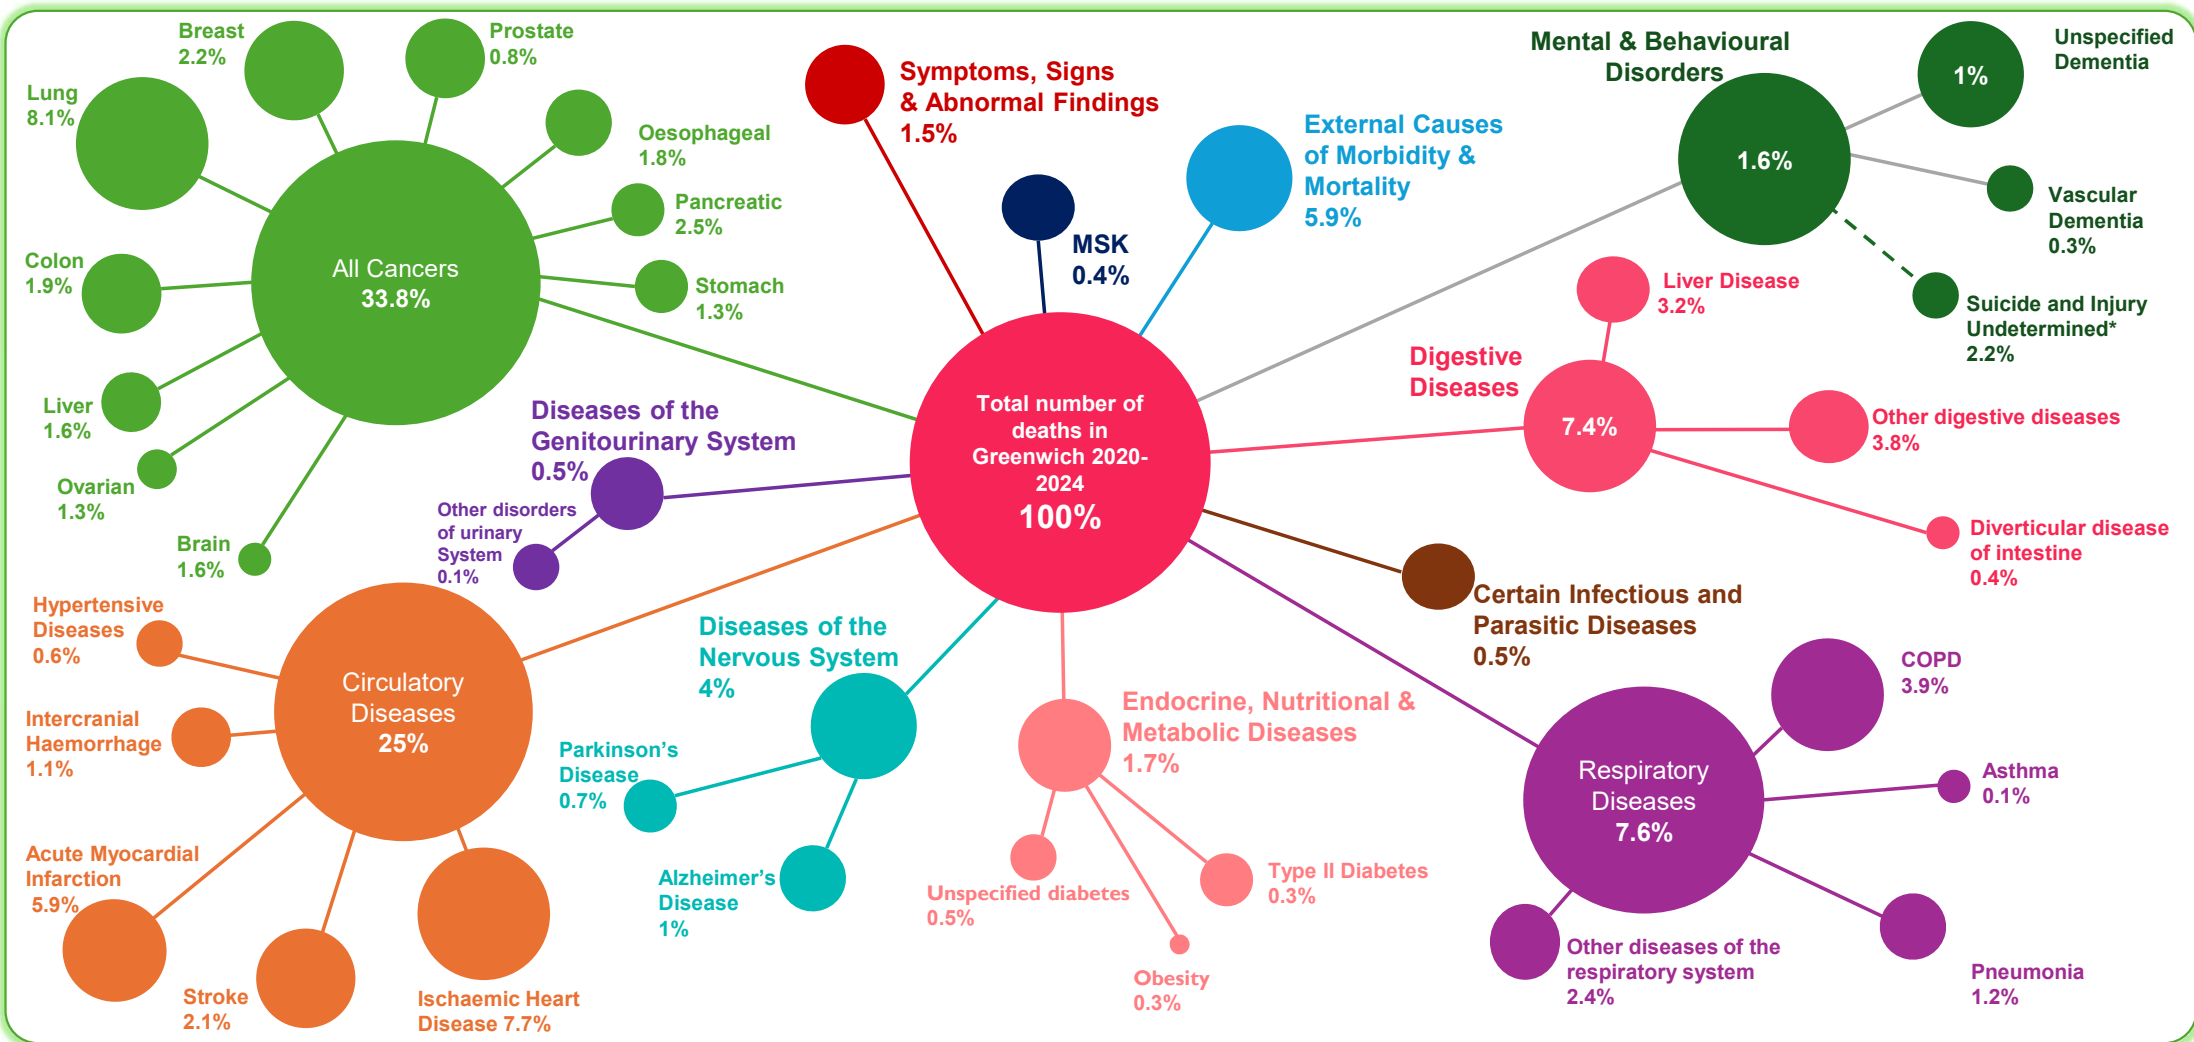 Breast
2.2%
Prostate
0.8%
Lung
8.1%
Oesophageal
1.8%
Pancreatic
2.5%
Colon
1.9%
All Cancers
33.8%
Stomach
1.3%
Liver
1.6%
Ovarian
1.3%
Brain
1.6%
Symptoms, Signs
& Abnormal Findings
1.5%
MSK
0.4%
External Causes
of Morbidity &
Mortality
5.9%
Mental & Behavioural
Disorders
1.6%
1%
Unspecified
Dementia
Vascular
Dementia
0.3%
Suicide and Injury
Undetermined*
2.2%
Liver Disease
3.2%
Digestive
Diseases
7.4%
Other digestive diseases
3.8%
Diverticular disease
of intestine
0.4%
Total number of
deaths in
Greenwich 2020-
2024
100%
Diseases of the
Genitourinary System
0.5%
Other disorders
of urinary
System
0.1%
Hypertensive
Diseases
0.6%
Circulatory
Diseases
25%
Intercranial
Haemorrhage
1.1%
Acute Myocardial
Infarction
5.9%
Stroke
2.1%
Ischaemic Heart
Disease 7.7%
Diseases of the
Nervous System
4%
Parkinson's
Disease
0.7%
Alzheimer's
Disease
1%
Endocrine, Nutritional &
Metabolic Diseases
1.7%
Unspecified diabetes
0.5%
Type II Diabetes
0.3%
Obesity
0.3%
Certain Infectious and
Parasitic Diseases
0.5%
Respiratory
Diseases
7.6%
COPD
3.9%
Asthma
0.1%
Other diseases of the
respiratory system
2.4%
Pneumonia
1.2%